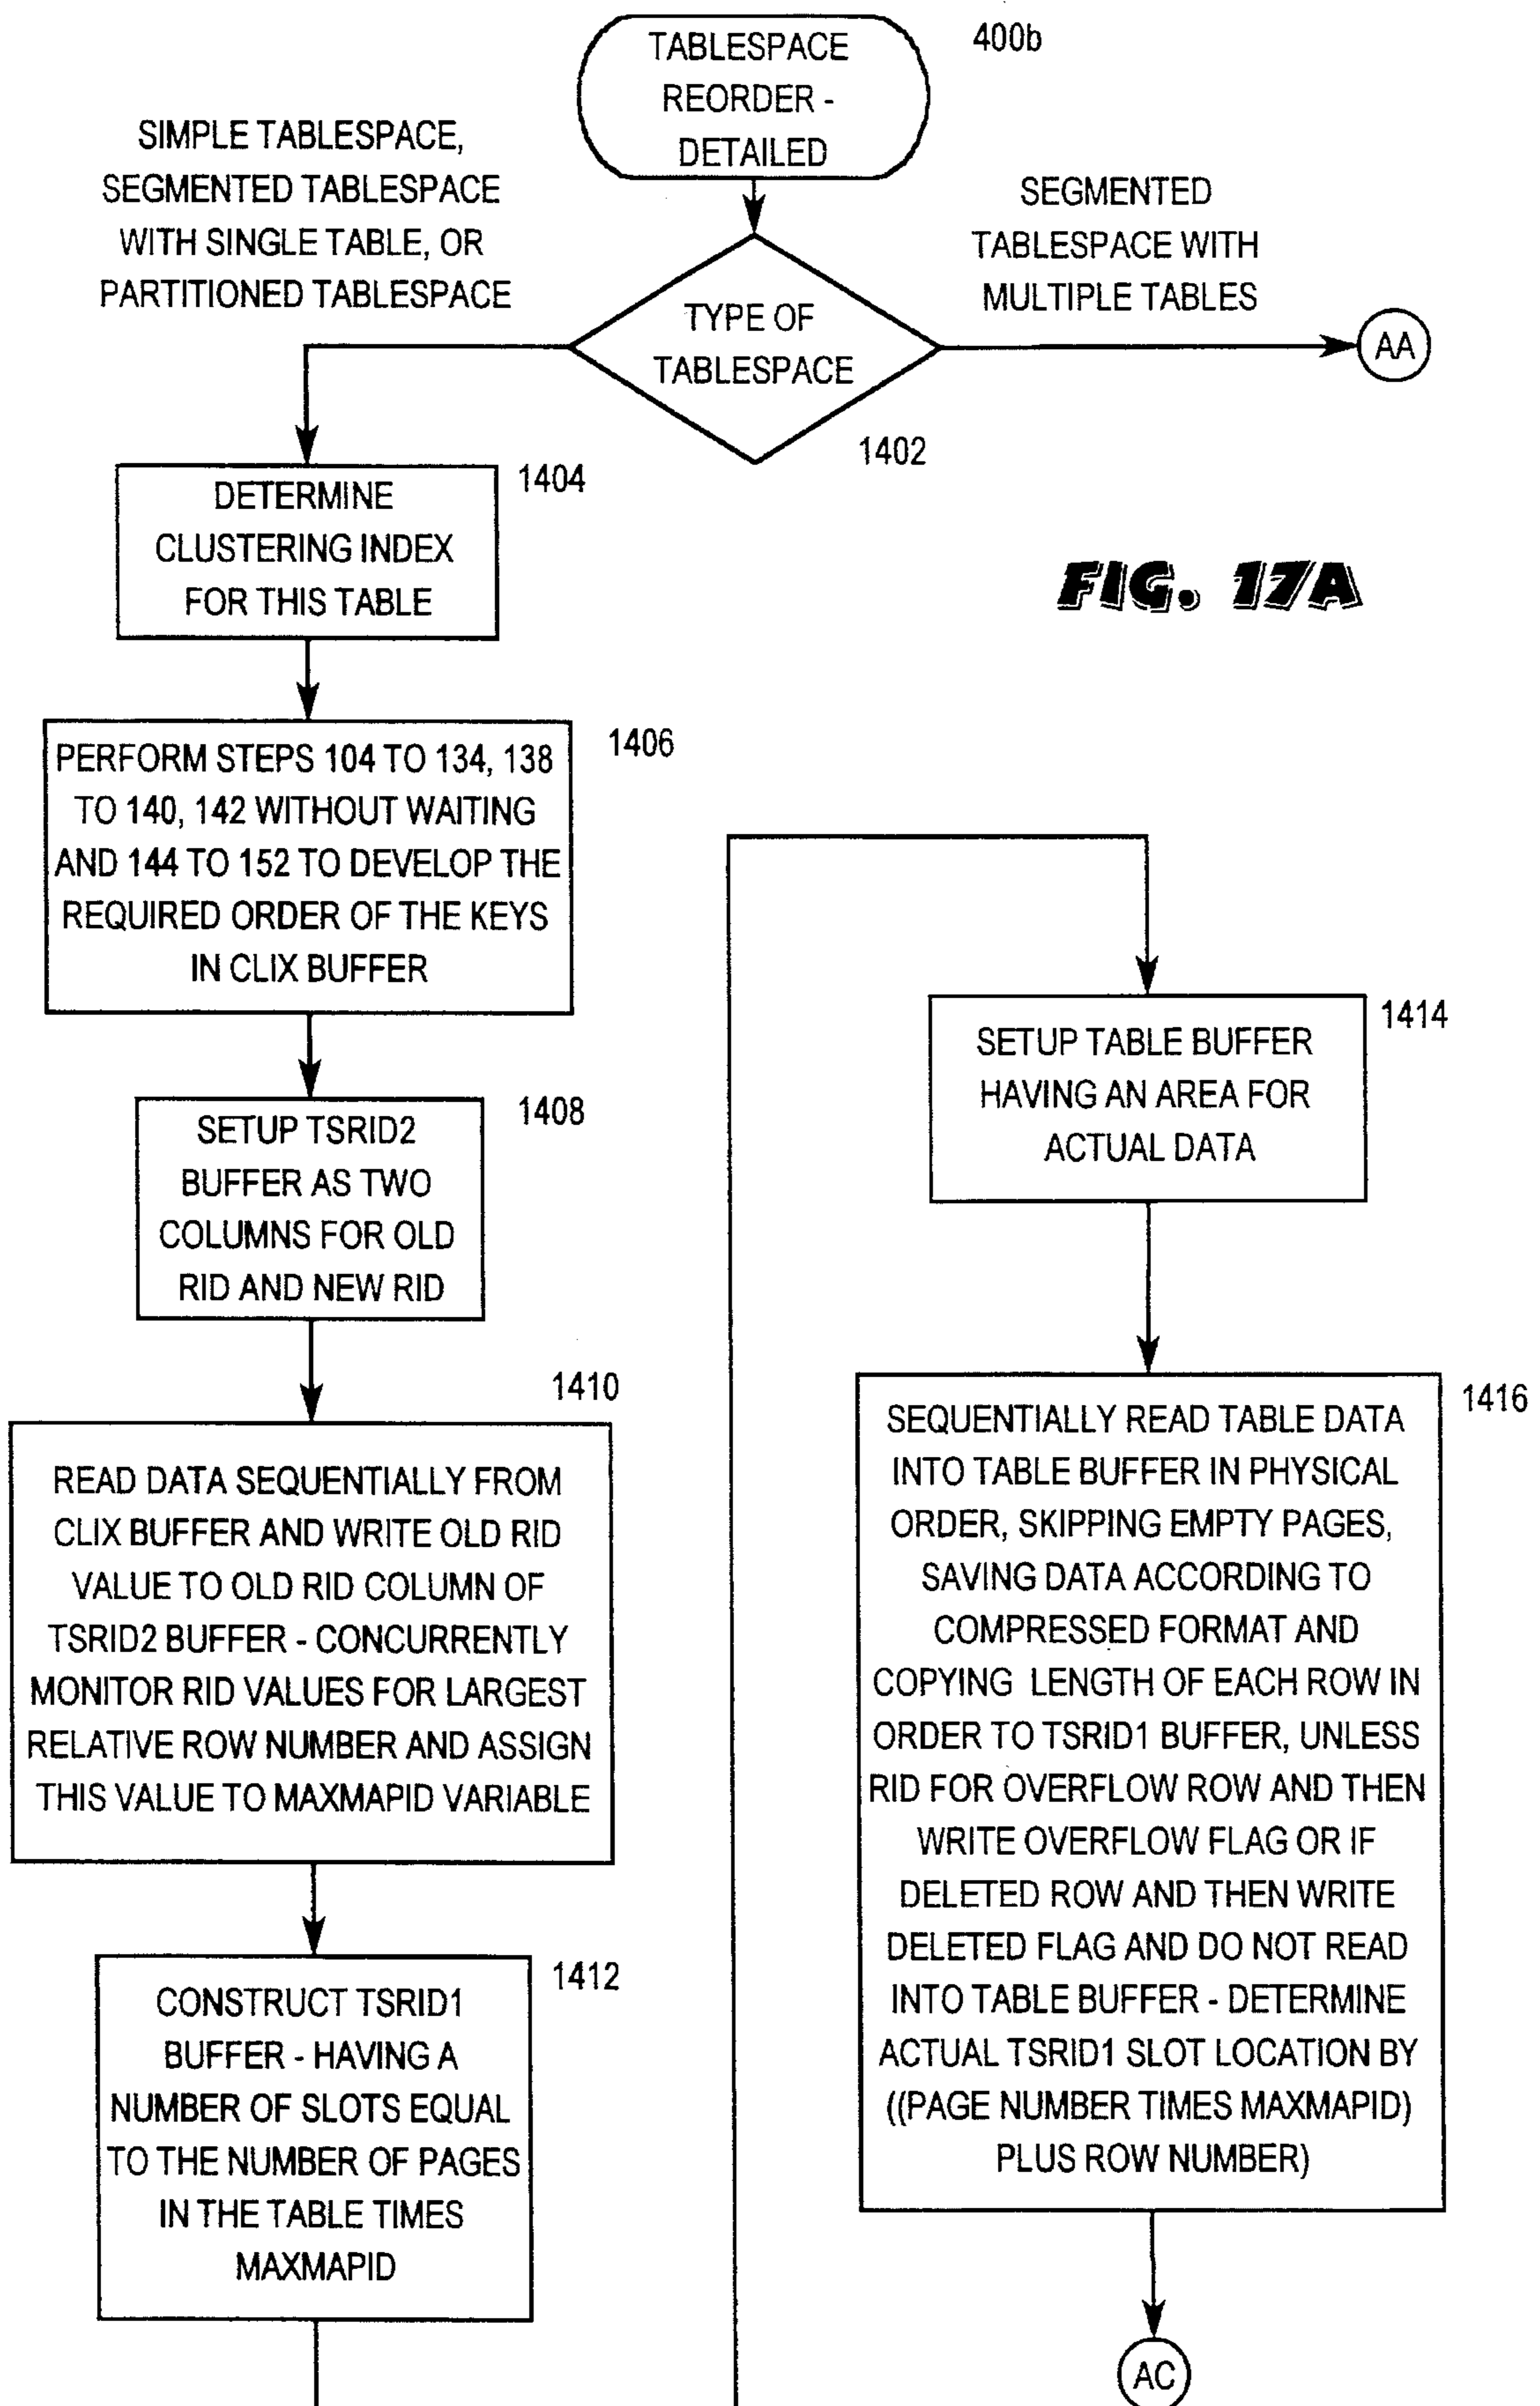 TABLESPACE
REORDER -
DETAILED
400b
SIMPLE TABLESPACE,
SEGMENTED TABLESPACE
WITH SINGLE TABLE, OR
PARTITIONED TABLESPACE
SEGMENTED
TABLESPACE WITH
MULTIPLE TABLES
TYPE OF
TABLESPACE
AA
1402
1404
DETERMINE
CLUSTERING INDEX
FOR THIS TABLE
FIG. 17A
1406
PERFORM STEPS 104 TO 134, 138
TO 140, 142 WITHOUT WAITING
AND 144 TO 152 TO DEVELOP THE
REQUIRED ORDER OF THE KEYS
IN CLIX BUFFER
1408
SETUP TSRID2
BUFFER AS TWO
COLUMNS FOR OLD
RID AND NEW RID
1410
READ DATA SEQUENTIALLY FROM
CLIX BUFFER AND WRITE OLD RID
VALUE TO OLD RID COLUMN OF
TSRID2 BUFFER - CONCURRENTLY
MONITOR RID VALUES FOR LARGEST
RELATIVE ROW NUMBER AND ASSIGN
THIS VALUE TO MAXMAPID VARIABLE
1412
CONSTRUCT TSRID1
BUFFER - HAVING A
NUMBER OF SLOTS EQUAL
TO THE NUMBER OF PAGES
IN THE TABLE TIMES
MAXMAPID
1414
SETUP TABLE BUFFER
HAVING AN AREA FOR
ACTUAL DATA
1416
SEQUENTIALLY READ TABLE DATA
INTO TABLE BUFFER IN PHYSICAL
ORDER, SKIPPING EMPTY PAGES,
SAVING DATA ACCORDING TO
COMPRESSED FORMAT AND
COPYING LENGTH OF EACH ROW IN
ORDER TO TSRID1 BUFFER, UNLESS
RID FOR OVERFLOW ROW AND THEN
WRITE OVERFLOW FLAG OR IF
DELETED ROW AND THEN WRITE
DELETED FLAG AND DO NOT READ
INTO TABLE BUFFER - DETERMINE
ACTUAL TSRID1 SLOT LOCATION BY
((PAGE NUMBER TIMES MAXMAPID)
PLUS ROW NUMBER)
AC